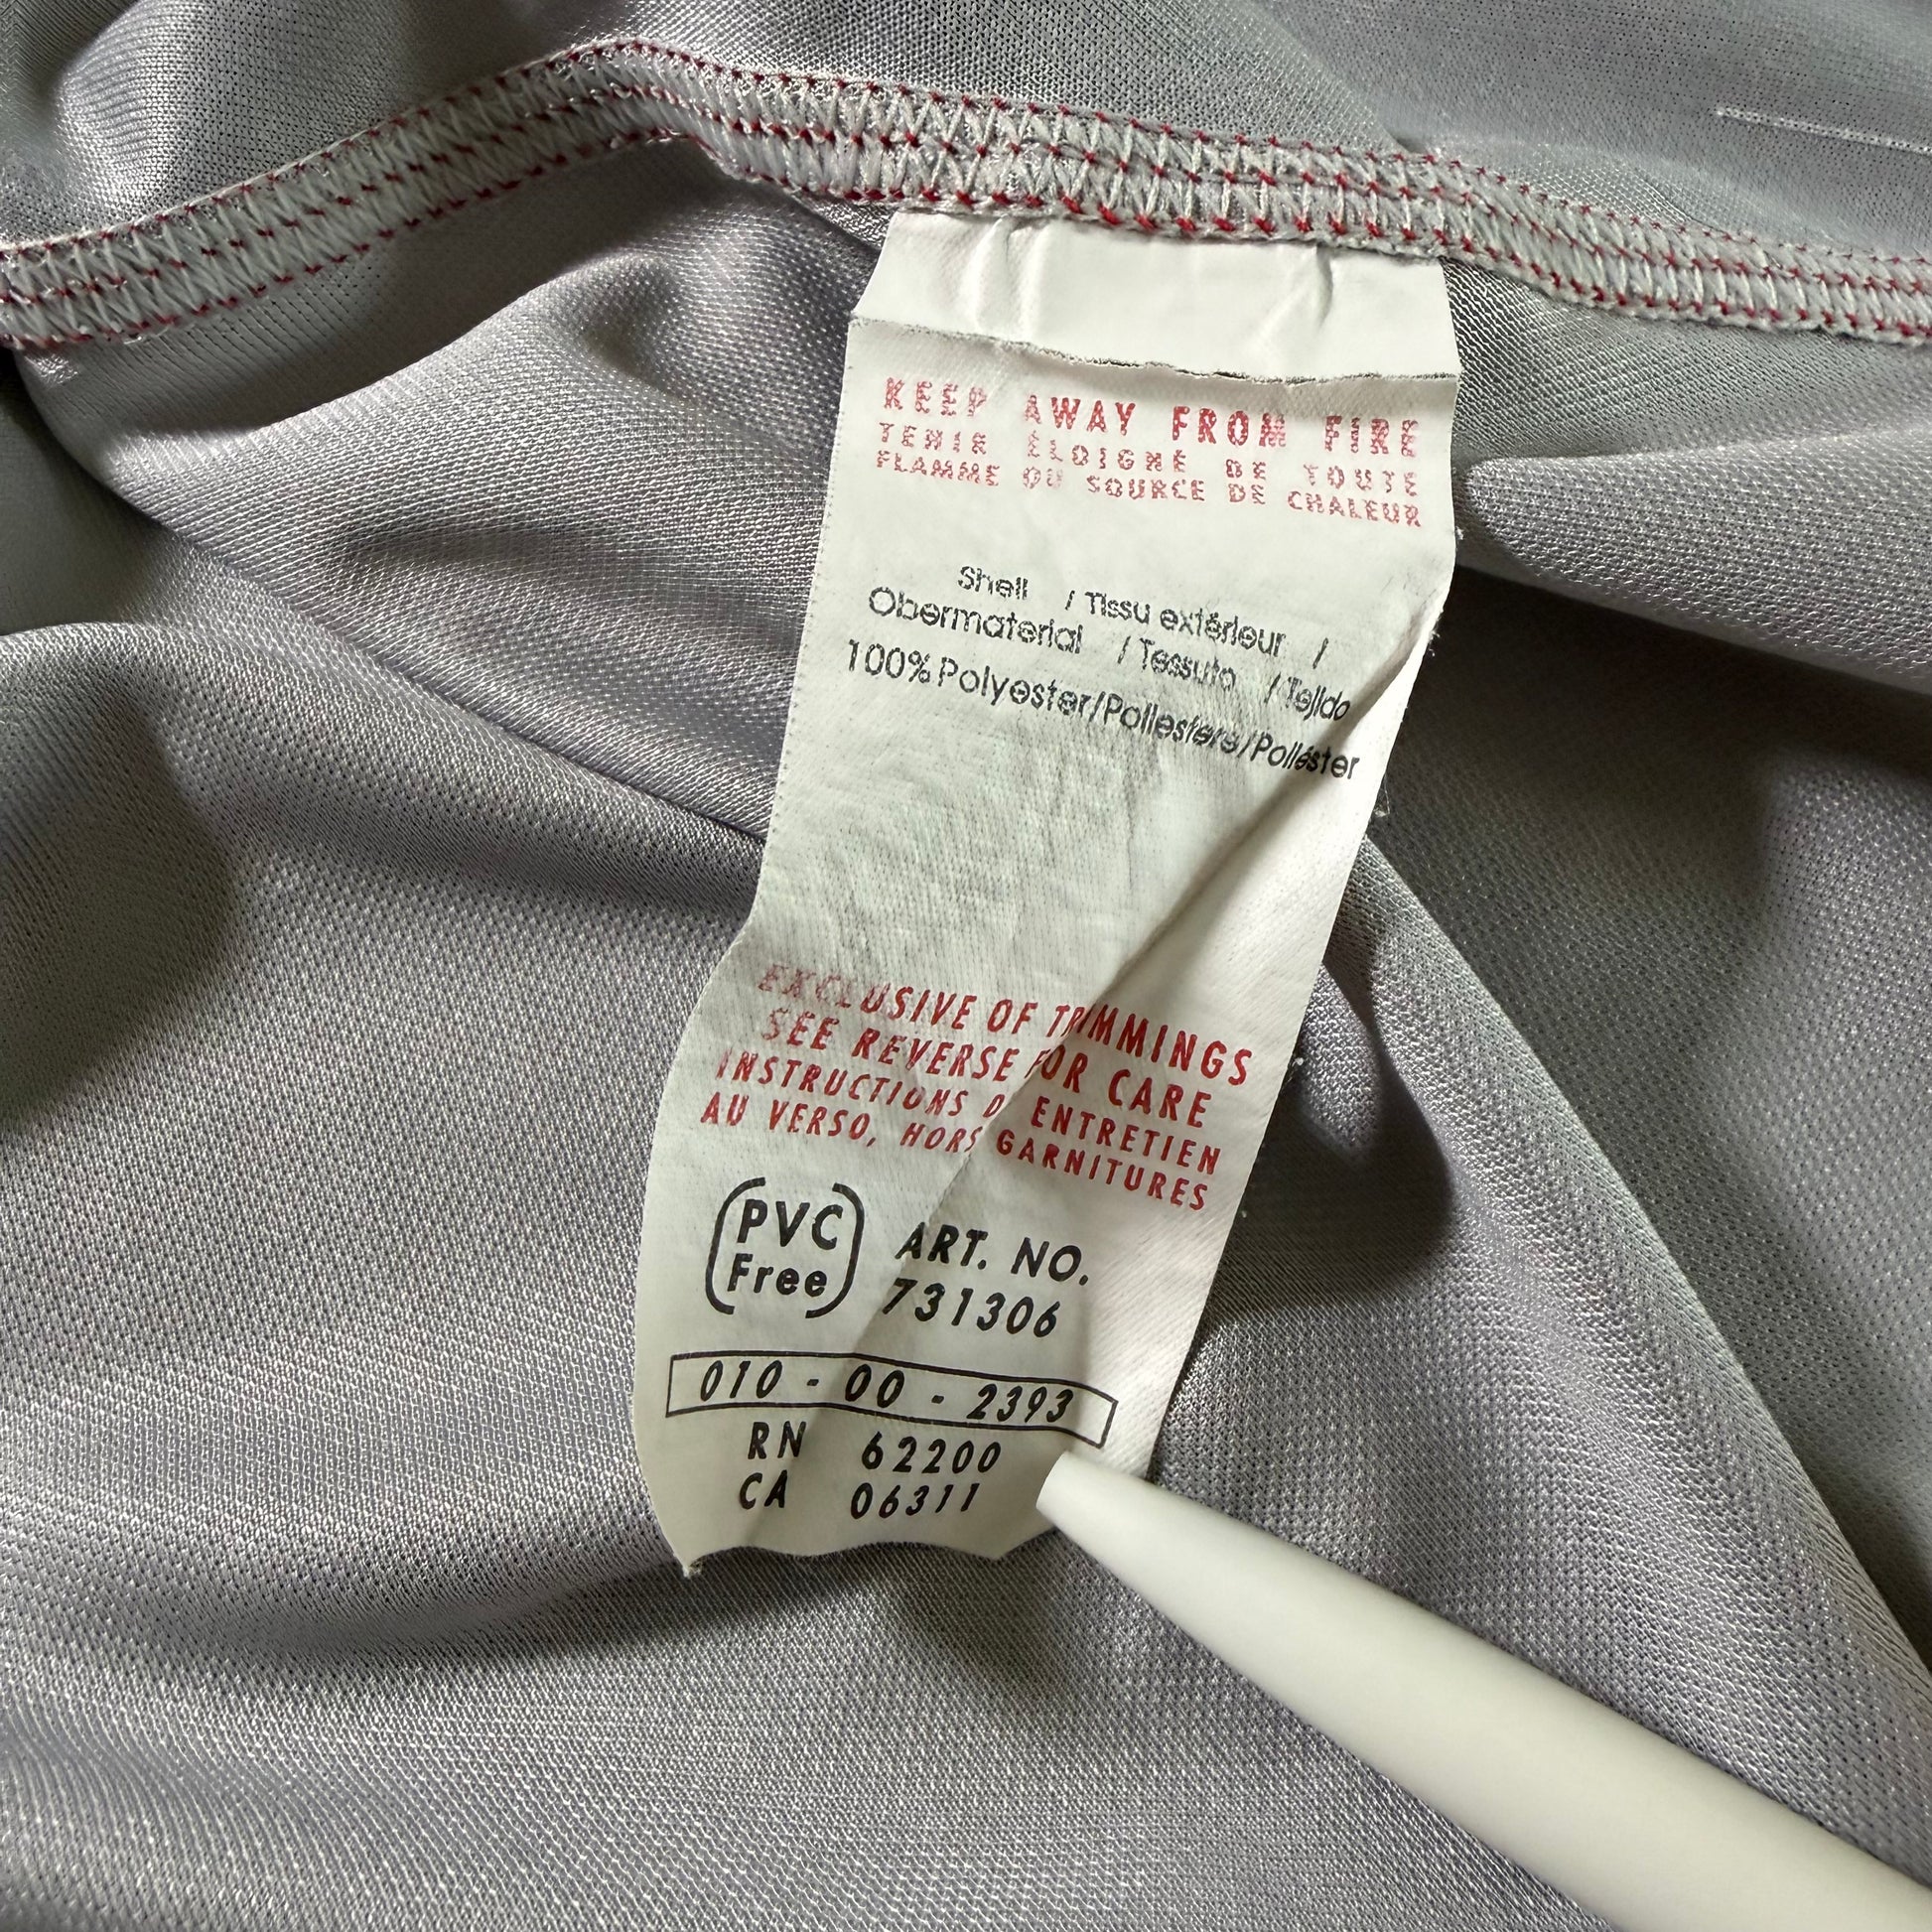 KEEP AWAY FROM FIRE
TENIR ÉLOIGNÉ DE TOUTE
FLAMME OU SOURCE DE CHALEUR
Shell / Tissu extérieur /
Obermaterial / Tessuto / Tejido
100% Polyester/Poliestere/Poliéster
EXCLUSIVE OF TRIMMINGS
SEE REVERSE FOR CARE
INSTRUCTIONS D ENTRETIEN
AU VERSO, HORS GARNITURES
PVC
Free
ART. NO.
731306
010 - 00 - 2393
RN 62200
CA 06311